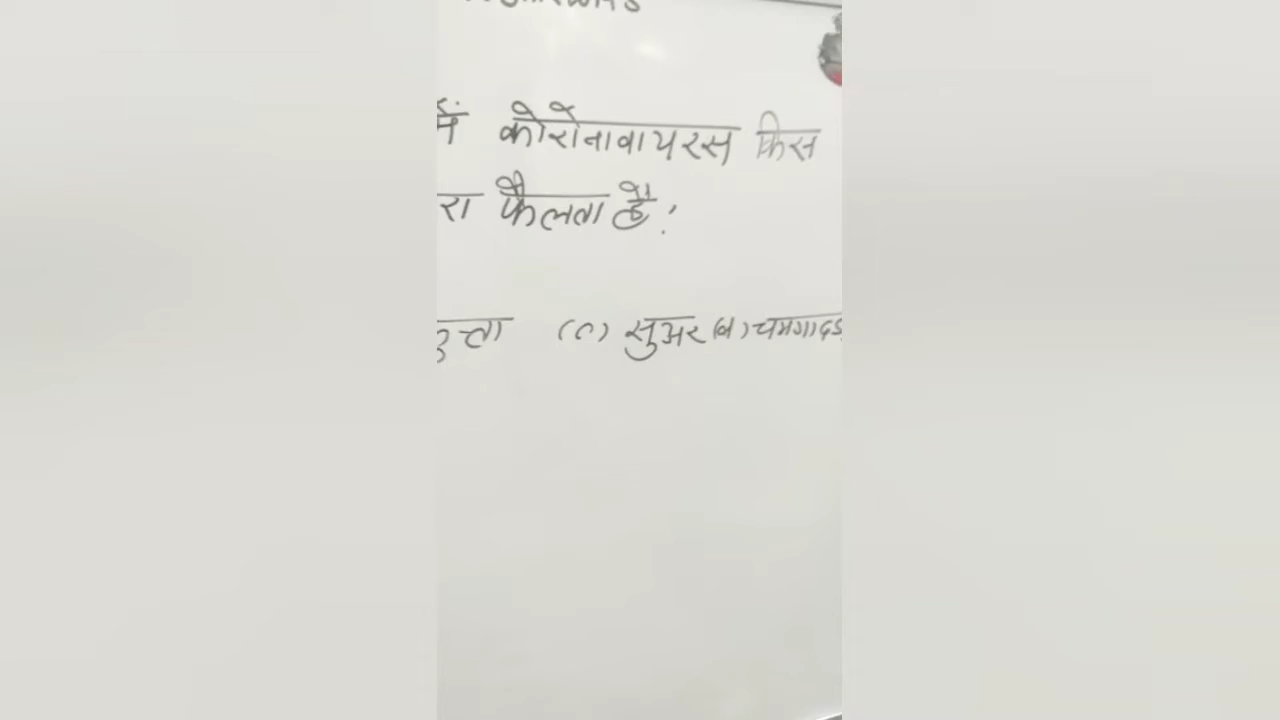 में कोरोनावायरस किस
रा फैलता है?
(c) सुअर (d) चमगादड़